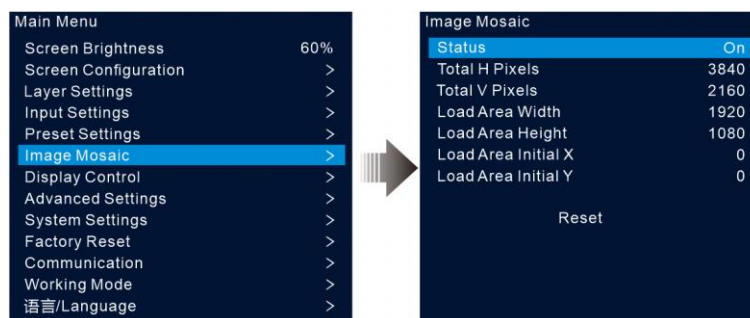 Main Menu
Screen Brightness 60%
Screen Configuration >
Layer Settings >
Input Settings >
Preset Settings >
Image Mosaic >
Display Control >
Advanced Settings >
System Settings >
Factory Reset >
Communication >
Working Mode >
语言/Language >
Image Mosaic
Status On
Total H Pixels 3840
Total V Pixels 2160
Load Area Width 1920
Load Area Height 1080
Load Area Initial X 0
Load Area Initial Y 0
Reset